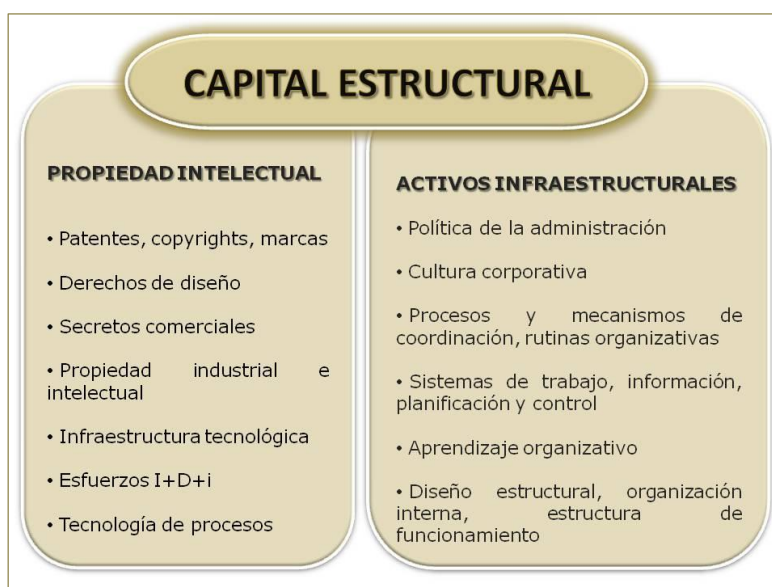 CAPITAL ESTRUCTURAL
PROPIEDAD INTELECTUAL
• Patentes, copyrights, marcas
• Derechos de diseño
• Secretos comerciales
• Propiedad industrial e
intelectual
• Infraestructura tecnológica
• Esfuerzos I+D+i
• Tecnología de procesos
ACTIVOS INFRAESTRUCTURALES
• Política de la administración
• Cultura corporativa
• Procesos y mecanismos de
coordinación, rutinas organizativas
• Sistemas de trabajo, información,
planificación y control
• Aprendizaje organizativo
• Diseño estructural, organización
interna, estructura de
funcionamiento